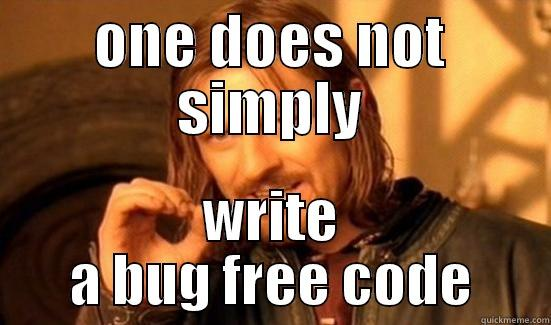 one does not
simply
write
a bug free code
quickmeme.com